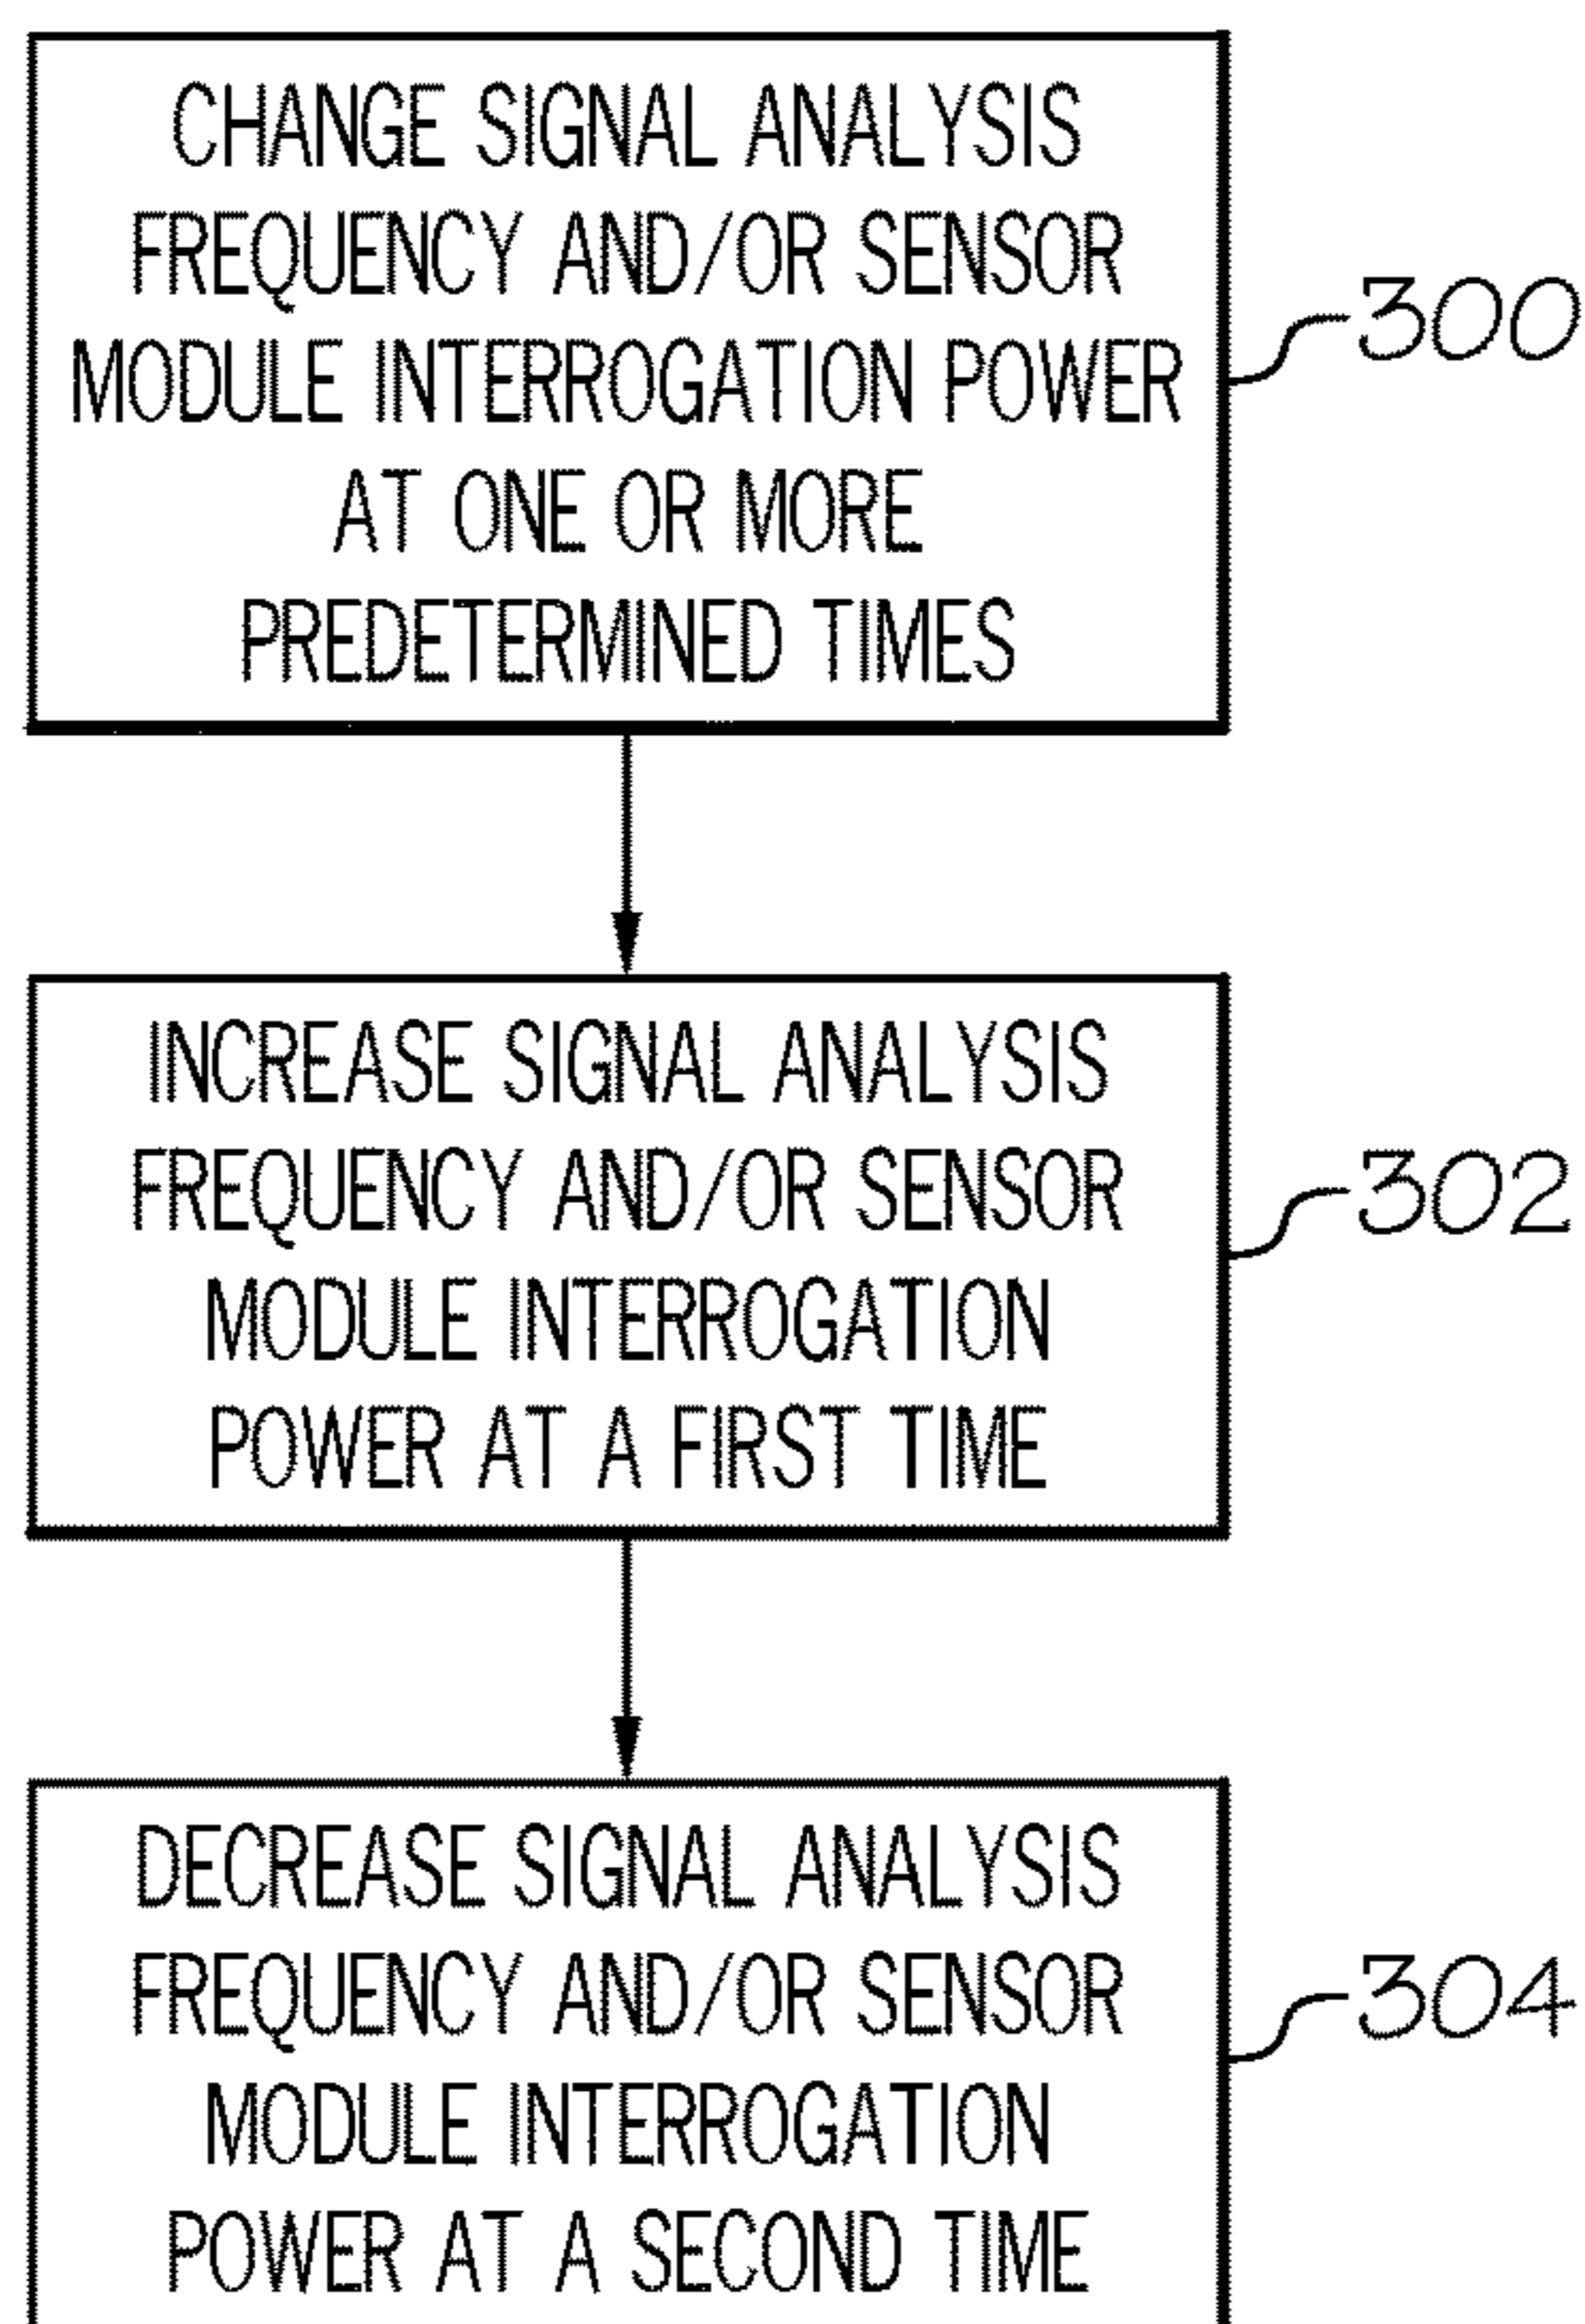 CHANGE SIGNAL ANALYSIS
FREQUENCY AND/OR SENSOR
MODULE INTERROGATION POWER
AT ONE OR MORE
PREDETERMINED TIMES
300
INCREASE SIGNAL ANALYSIS
FREQUENCY AND/OR SENSOR
MODULE INTERROGATION
POWER AT A FIRST TIME
302
DECREASE SIGNAL ANALYSIS
FREQUENCY AND/OR SENSOR
MODULE INTERROGATION
POWER AT A SECOND TIME
304